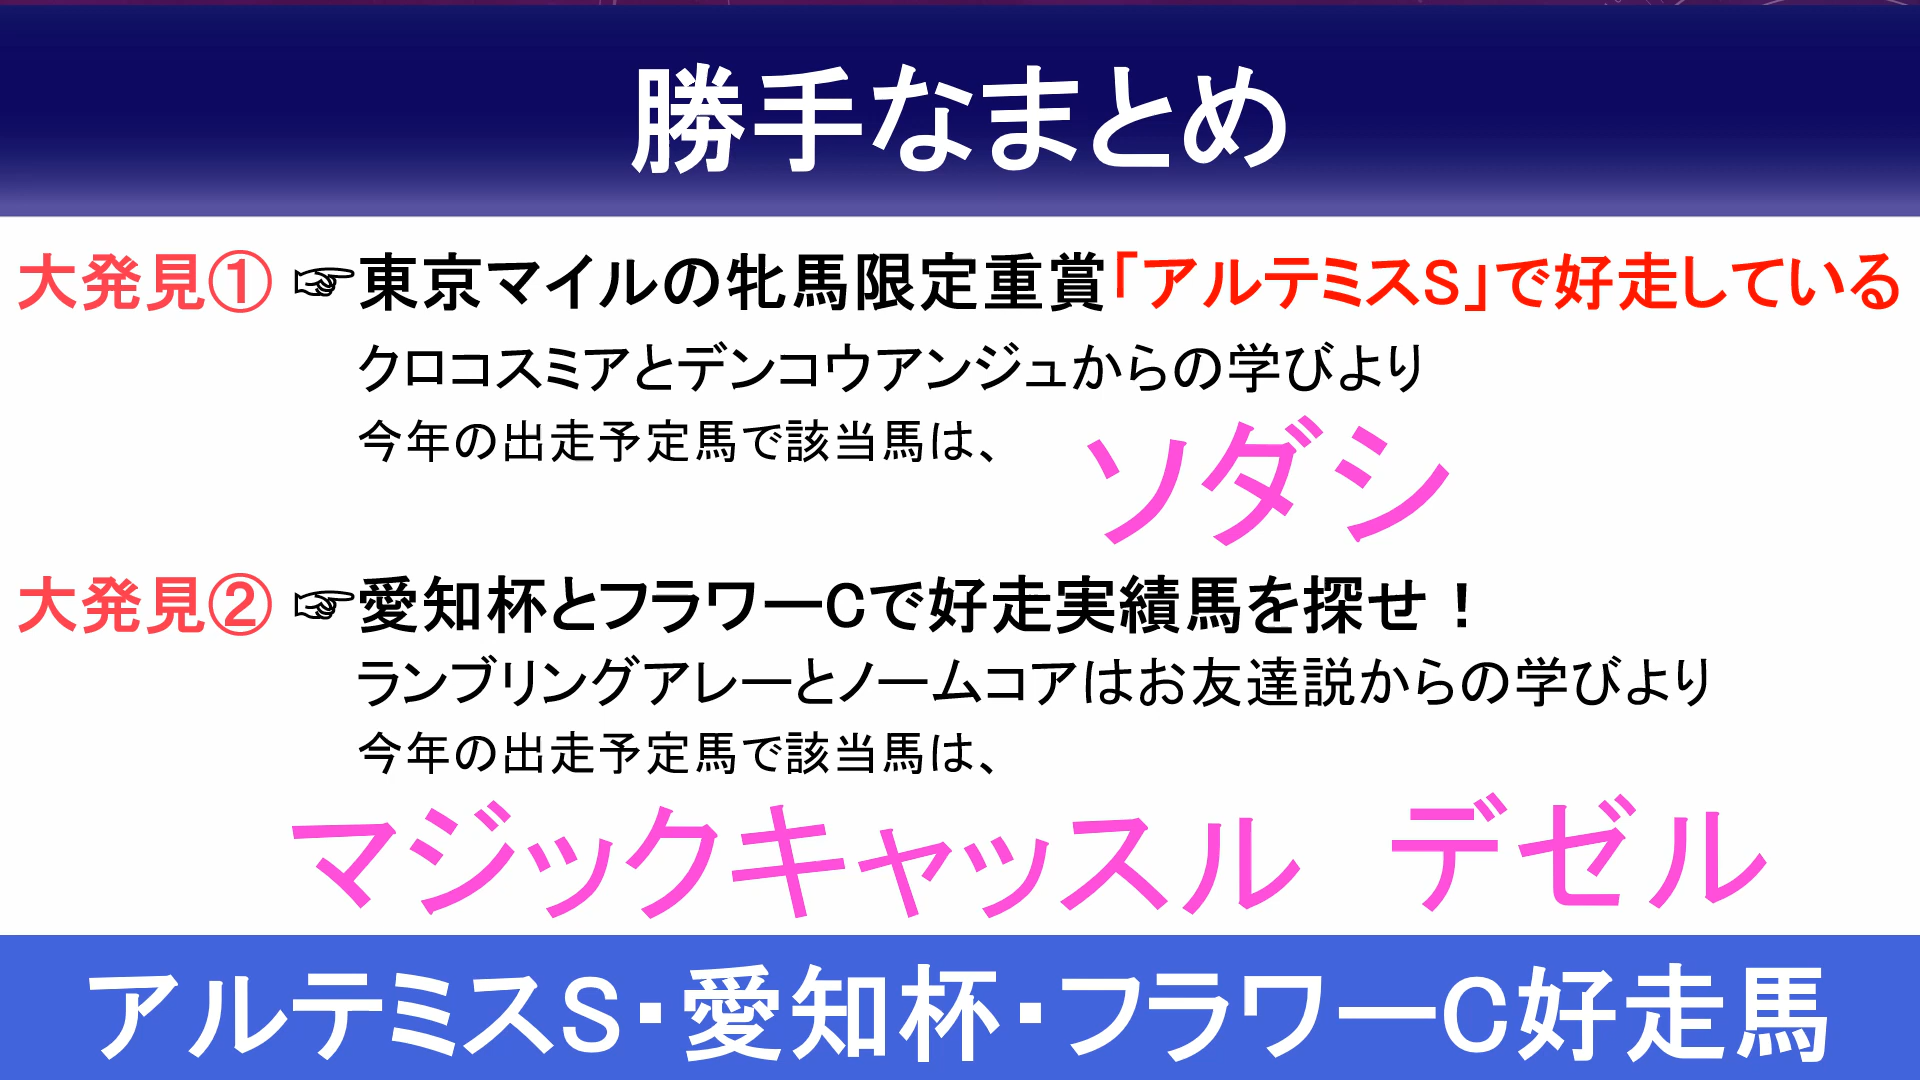 勝手なまとめ
大発見① ☞東京マイルの牝馬限定重賞「アルテミスS」で好走している
クロコスミアとデンコウアンジュからの学びより
今年の出走予定馬で該当馬は、 ソダシ
大発見② ☞愛知杯とフラワーCで好走実績馬を探せ！
ランブリングアレーとノームコアはお友達説からの学びより
今年の出走予定馬で該当馬は、
マジックキャッスル デゼル
アルテミスS・愛知杯・フラワーC好走馬